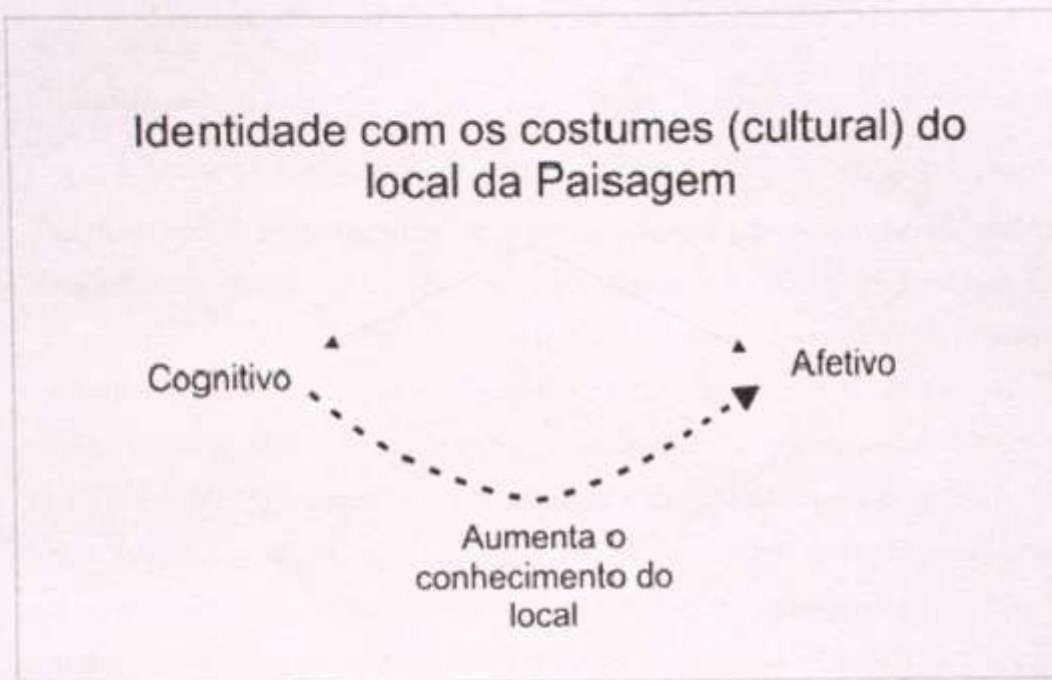 Identidade com os costumes (cultural) do
local da Paisagem
Cognitivo
Afetivo
Aumenta o
conhecimento do
local